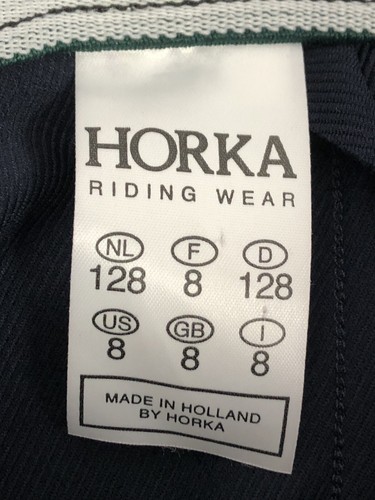 HORKA
RIDING WEAR
NL F D
128 8 128
US GB I
8 8 8
MADE IN HOLLAND
BY HORKA